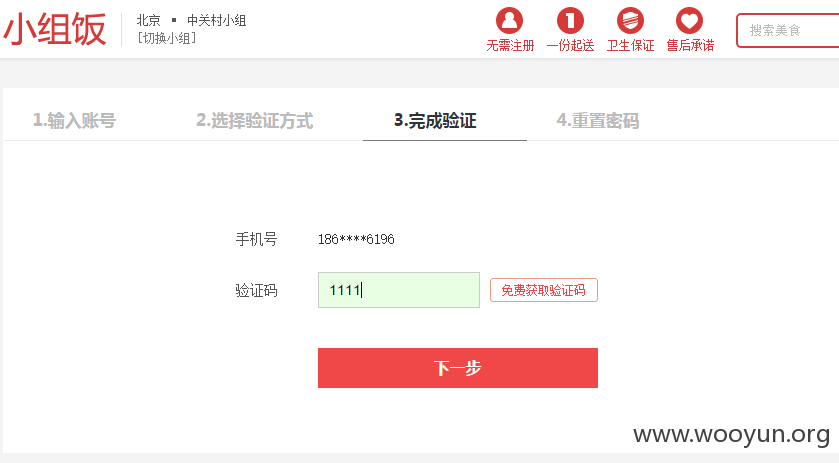 小组饭
北京 ▪ 中关村小组
[切换小组]
无需注册 一份起送 卫生保证 售后承诺
搜索美食
1.输入账号 2.选择验证方式 3.完成验证 4.重置密码
手机号 186****6196
验证码 1111 免费获取验证码
下一步
www.wooyun.org